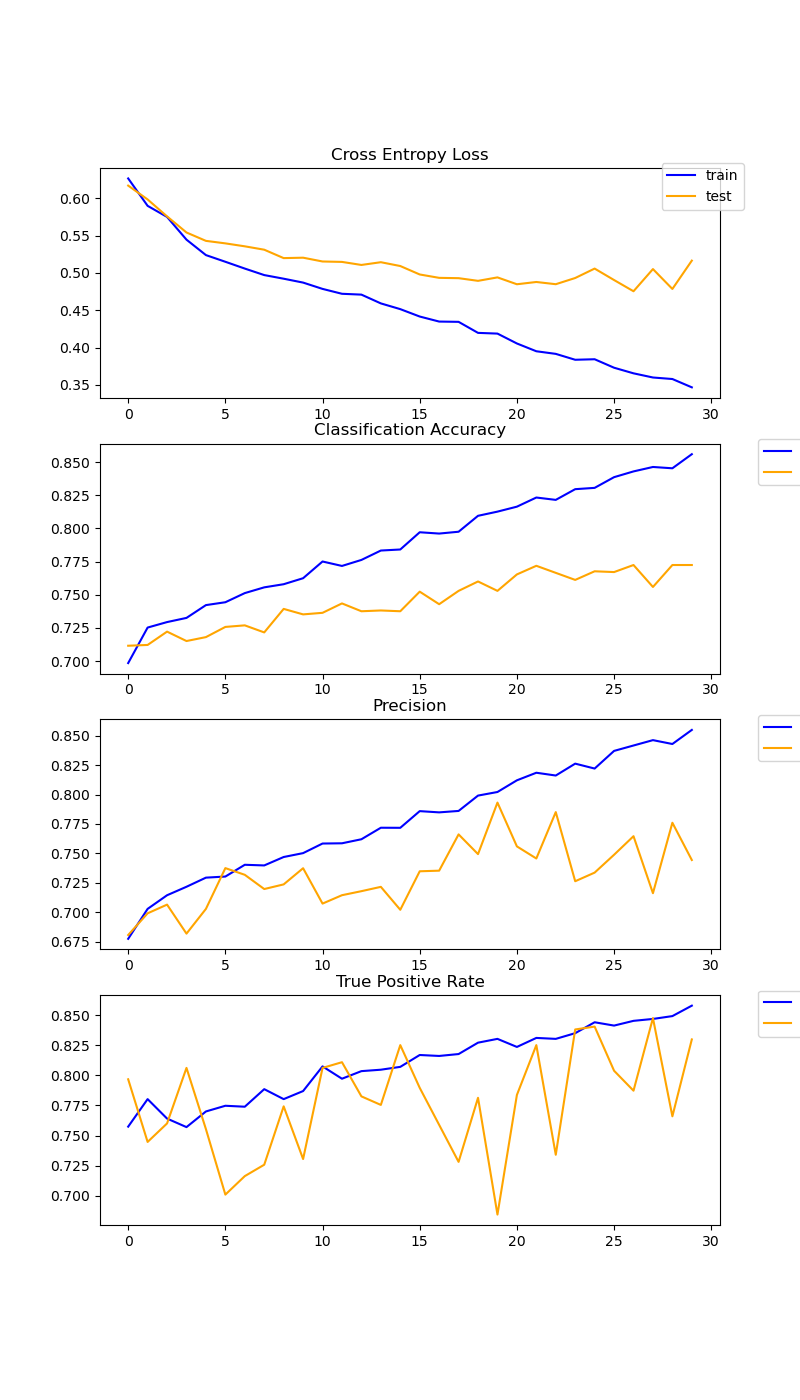 Cross Entropy Loss
train
test
0.60
0.55
0.50
0.45
0.40
0.35
0 5 10 15 20 25 30
Classification Accuracy
0.850
0.825
0.800
0.775
0.750
0.725
0.700
0 5 10 15 20 25 30
Precision
0.850
0.825
0.800
0.775
0.750
0.725
0.700
0.675
0 5 10 15 20 25 30
True Positive Rate
0.850
0.825
0.800
0.775
0.750
0.725
0.700
0 5 10 15 20 25 30